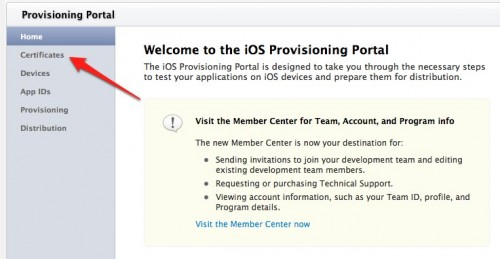 Provisioning Portal
Home
Certificates
Devices
App IDs
Provisioning
Distribution
Welcome to the iOS Provisioning Portal
The iOS Provisioning Portal is designed to take you through the necessary steps
to test your applications on iOS devices and prepare them for distribution.
Visit the Member Center for Team, Account, and Program info
The new Member Center is now your destination for:
• Sending invitations to join your development team and editing
existing development team members.
• Requesting or purchasing Technical Support.
• Viewing account information, such as your Team ID, profile, and
Program details.
Visit the Member Center now